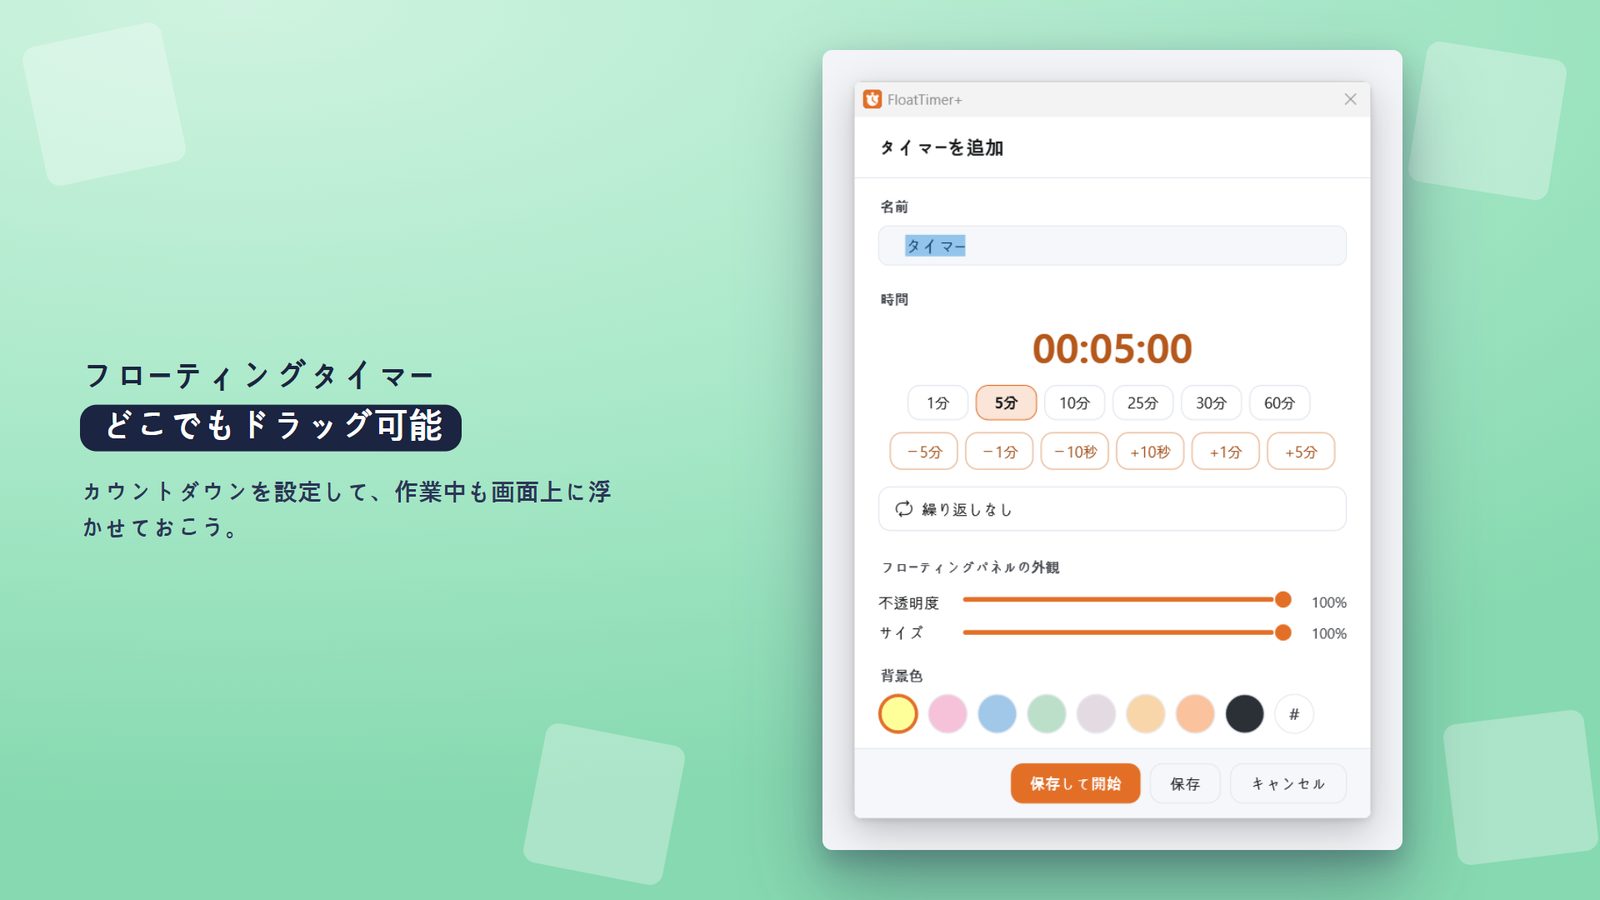 フローティングタイマー
どこでもドラッグ可能
カウントダウンを設定して、作業中も画面上に浮
かせておこう。
FloatTimer+
タイマーを追加
名前
タイマー
時間
00:05:00
1分 5分 10分 25分 30分 60分
−5分 −1分 −10秒 +10秒 +1分 +5分
繰り返しなし
フローティングパネルの外観
不透明度 100%
サイズ 100%
背景色
#
保存して開始 保存 キャンセル